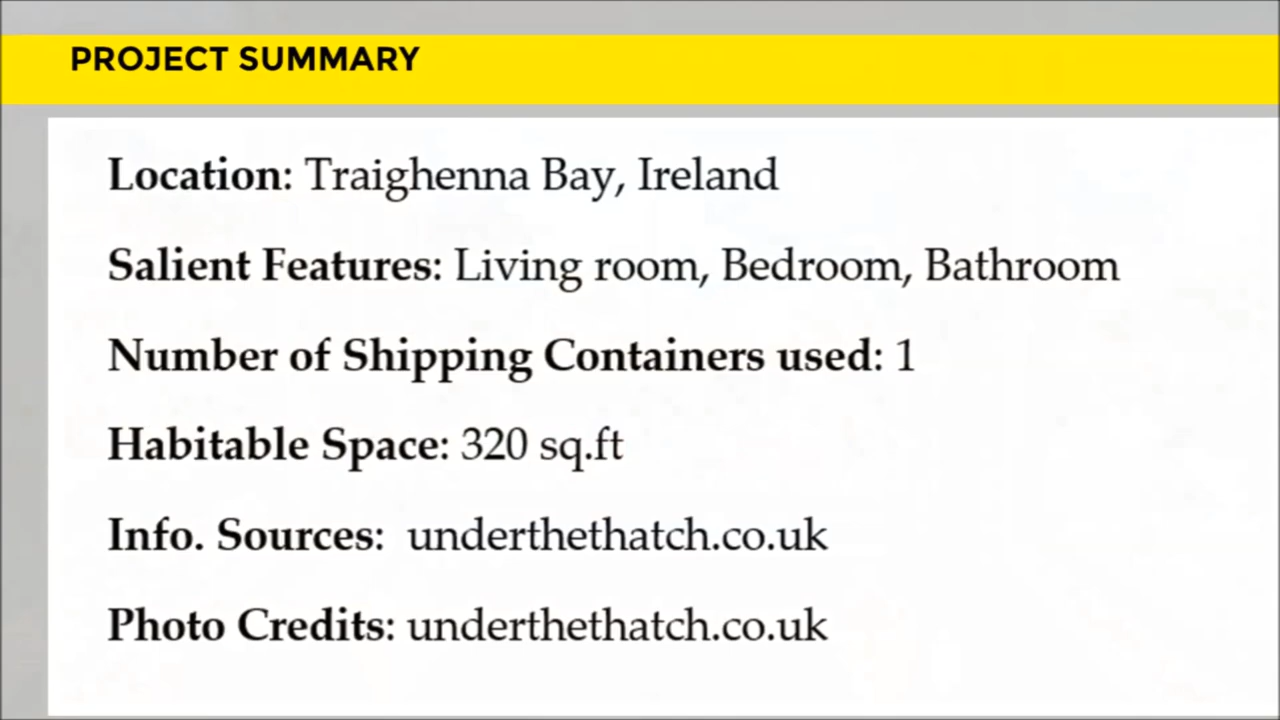 PROJECT SUMMARY
Location: Traighenna Bay, Ireland
Salient Features: Living room, Bedroom, Bathroom
Number of Shipping Containers used: 1
Habitable Space: 320 sq.ft
Info. Sources: underthethatch.co.uk
Photo Credits: underthethatch.co.uk